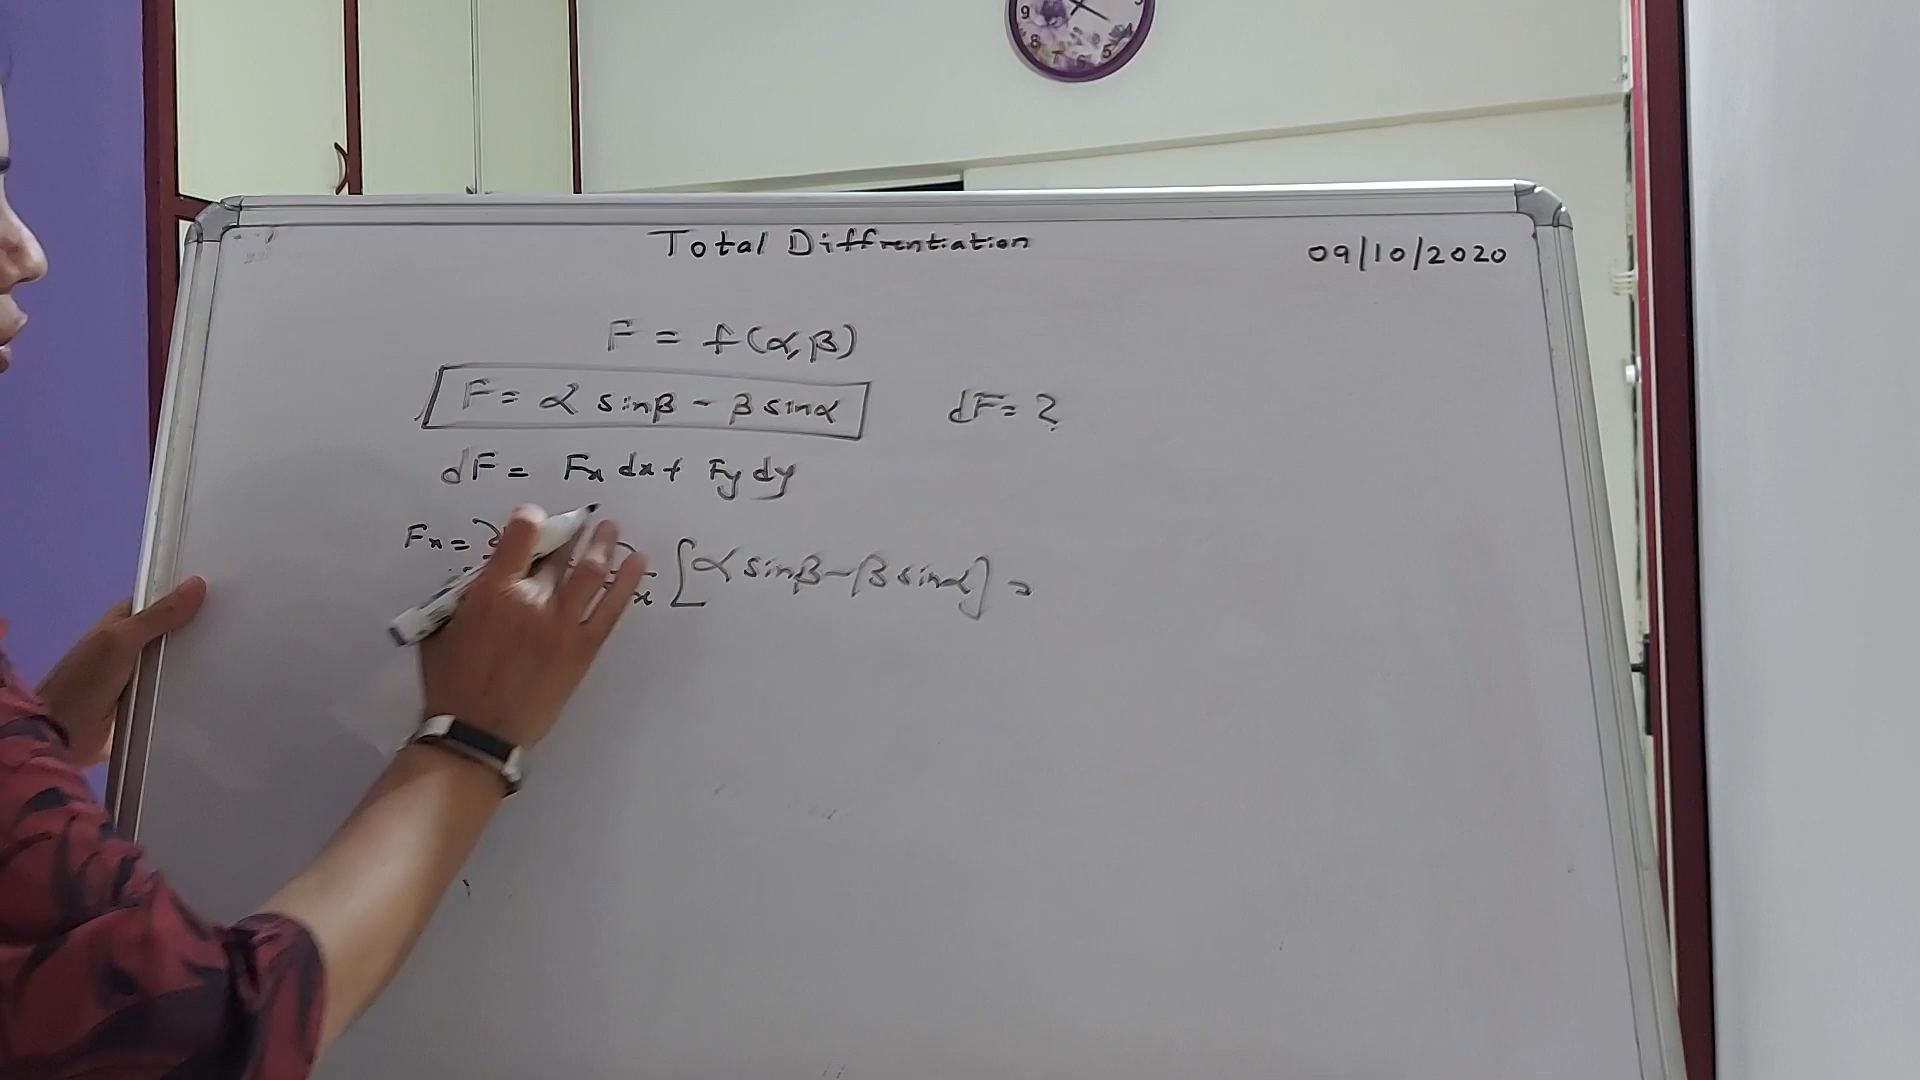 Total Diffrentiation
09/10/2020
F = f(α,β)
F = α sinβ - β sinα
dF = ?
dF = Fx dx + Fy dy
Fx = [α sinβ - β sinα] =